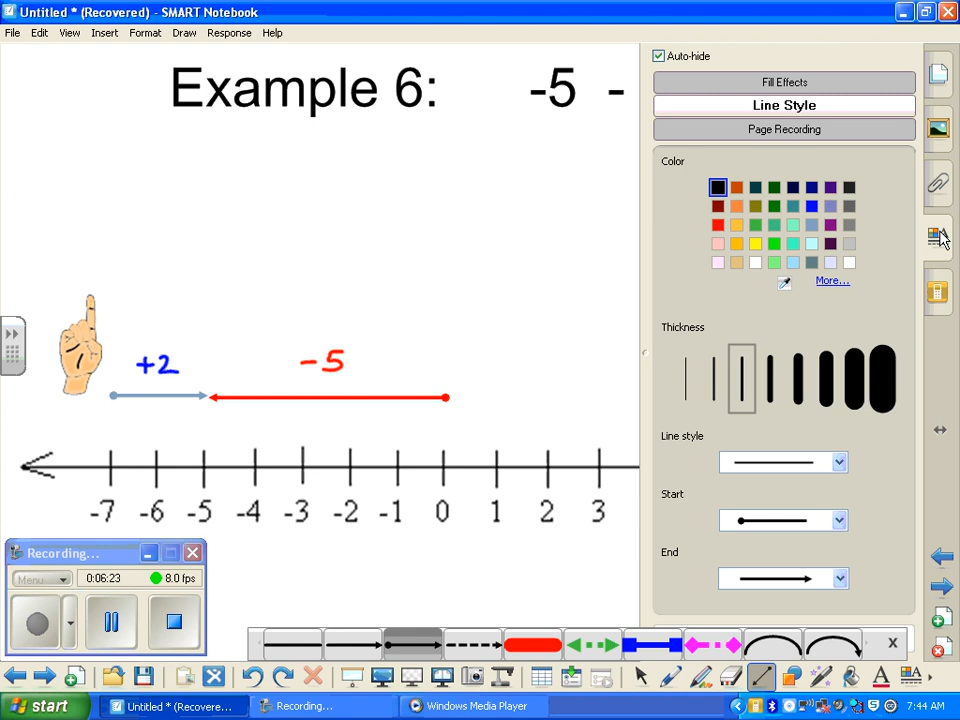 Untitled * (Recovered) - SMART Notebook
File Edit View Insert Format Draw Response Help
Example 6: -5 -
Auto-hide
Fill Effects
Line Style
Page Recording
Color
More...
Thickness
Line style
Start
End
+2
-5
-7 -6 -5 -4 -3 -2 -1 0 1 2 3
Recording...
Menu 0:06:23 8.0 fps
X
start
Untitled * (Recovere...
Recording...
Windows Media Player
7:44 AM